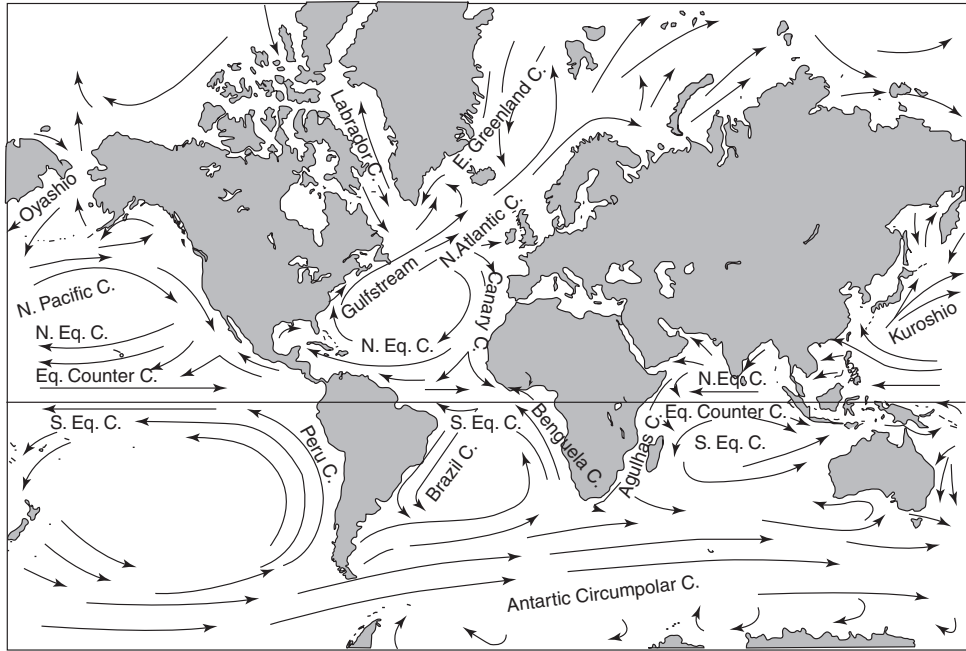 Labrador C.
E. Greenland C.
Oyashio
N.Atlantic C.
Gulfstream
Canary C.
N. Pacific C.
Kuroshio
N. Eq. C.
N. Eq. C.
Eq. Counter C.
N.Eq. C.
S. Eq. C.
S. Eq. C.
Eq. Counter C.
S. Eq. C.
Peru C.
Brazil C.
Benguela C.
Agulhas C.
Antartic Circumpolar C.